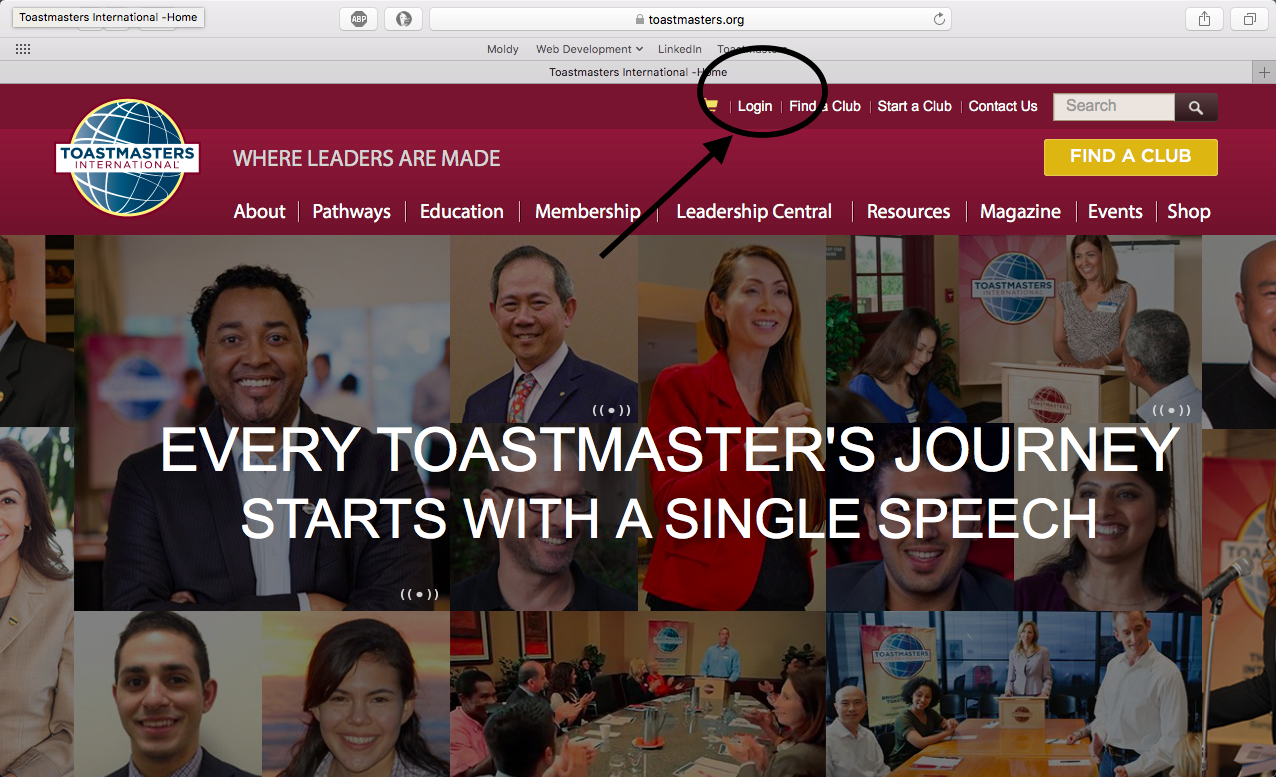 Toastmasters International -Home
ABP
toastmasters.org
Moldy Web Development LinkedIn Toastmasters
Toastmasters International -Home
Login Find a Club Start a Club Contact Us Search
TOASTMASTERS
INTERNATIONAL
WHERE LEADERS ARE MADE
FIND A CLUB
About Pathways Education Membership Leadership Central Resources Magazine Events Shop
TOASTMASTERS
INTERNATIONAL
EVERY TOASTMASTER'S JOURNEY
STARTS WITH A SINGLE SPEECH
TOASTMASTERS
TOASTMASTERS